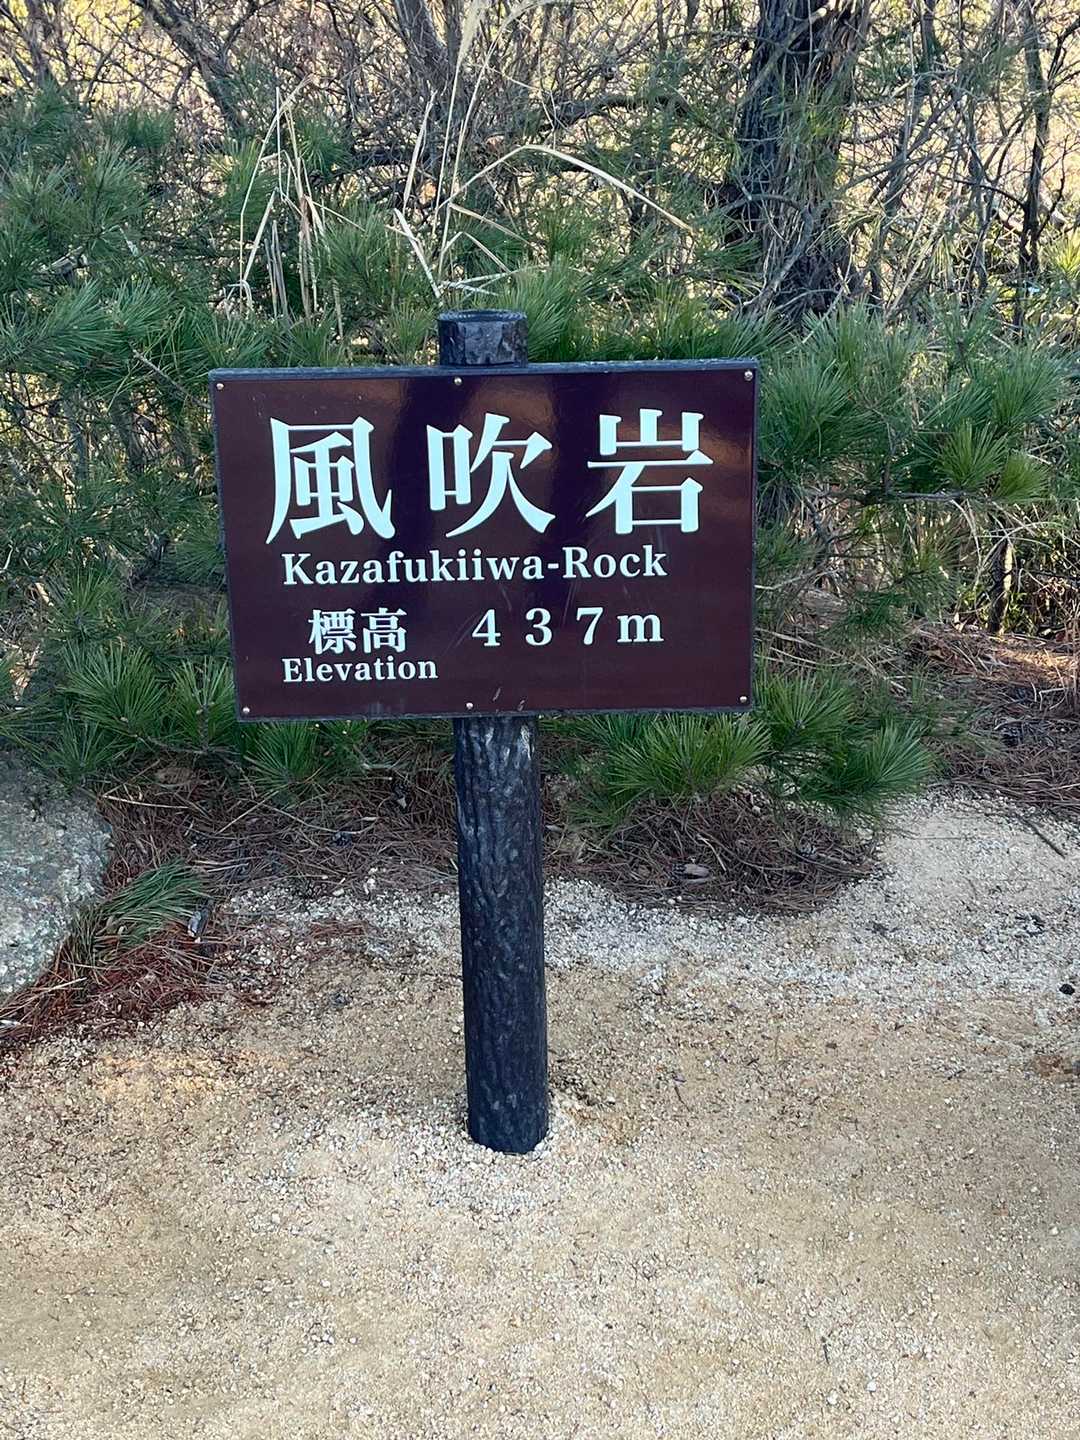 風吹岩
Kazafukiiwa-Rock
標高 437m
Elevation